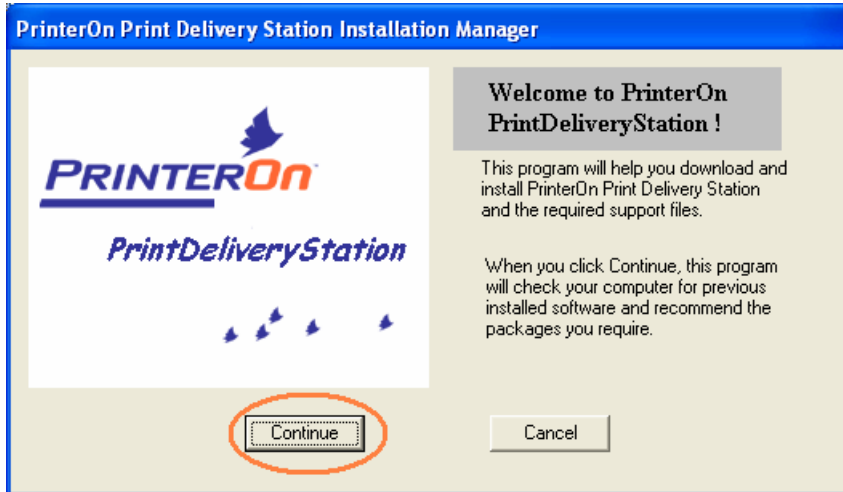 PrinterOn Print Delivery Station Installation Manager
PRINTERON
PrintDeliveryStation
Welcome to PrinterOn
PrintDeliveryStation !
This program will help you download and
install PrinterOn Print Delivery Station
and the required support files.
When you click Continue, this program
will check your computer for previous
installed software and recommend the
packages you require.
Continue
Cancel